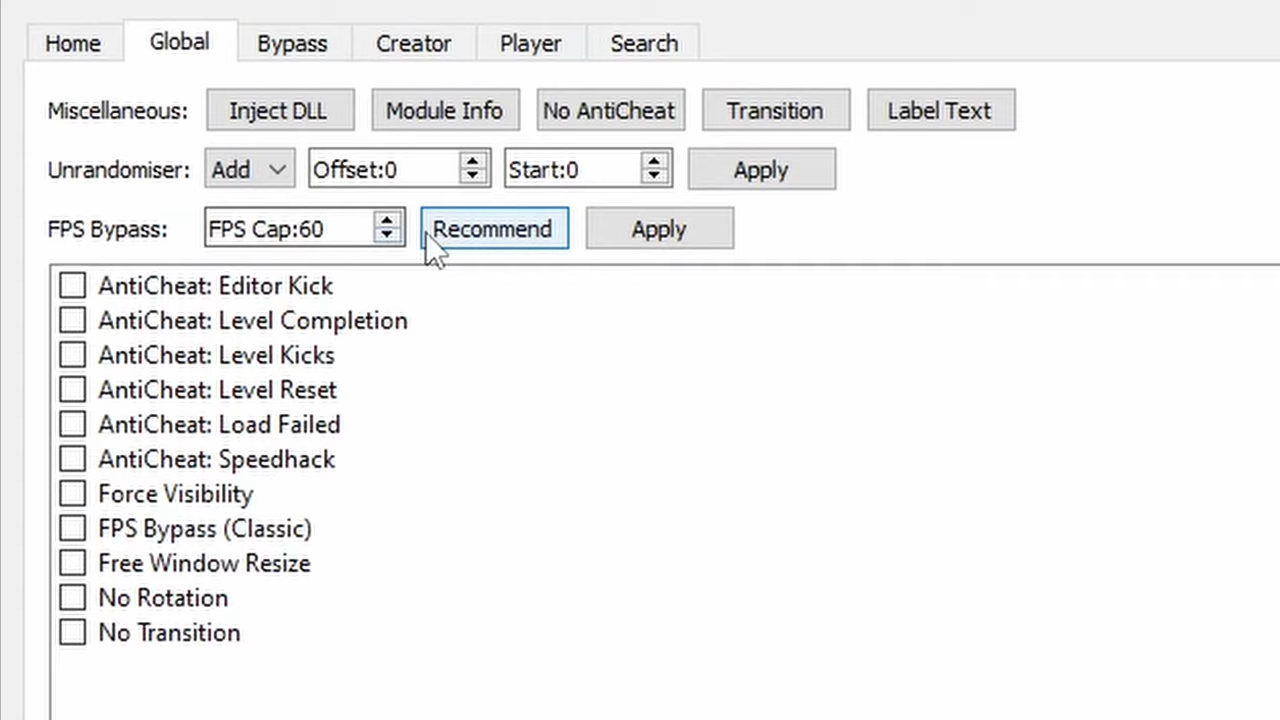 Home Global Bypass Creator Player Search
Miscellaneous: Inject DLL Module Info No AntiCheat Transition Label Text
Unrandomiser: Add Offset:0 Start:0 Apply
FPS Bypass: FPS Cap:60 Recommend Apply
AntiCheat: Editor Kick
AntiCheat: Level Completion
AntiCheat: Level Kicks
AntiCheat: Level Reset
AntiCheat: Load Failed
AntiCheat: Speedhack
Force Visibility
FPS Bypass (Classic)
Free Window Resize
No Rotation
No Transition